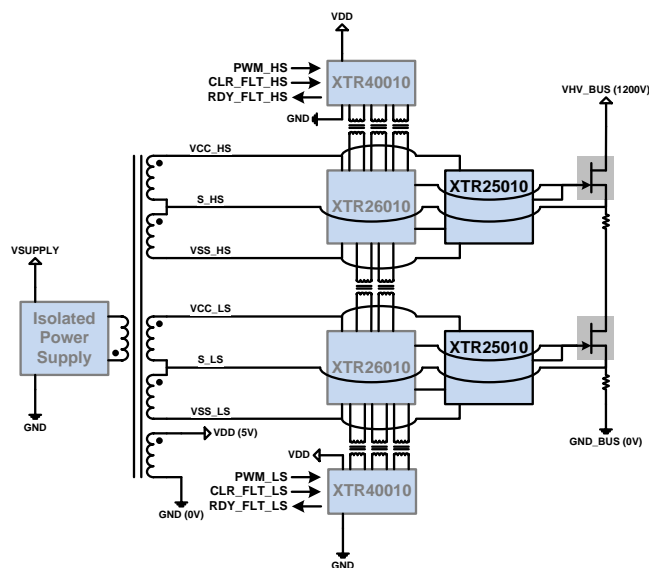 VDD
PWM_HS
CLR_FLT_HS
RDY_FLT_HS
XTR40010
GND
VHV_BUS (1200V)
VCC_HS
XTR26010
XTR25010
S_HS
VSS_HS
VSUPPLY
Isolated
Power
Supply
GND
VCC_LS
XTR26010
XTR25010
S_LS
VSS_LS
VDD (5V)
GND (0V)
GND_BUS (0V)
VDD
PWM_LS
CLR_FLT_LS
RDY_FLT_LS
XTR40010
GND